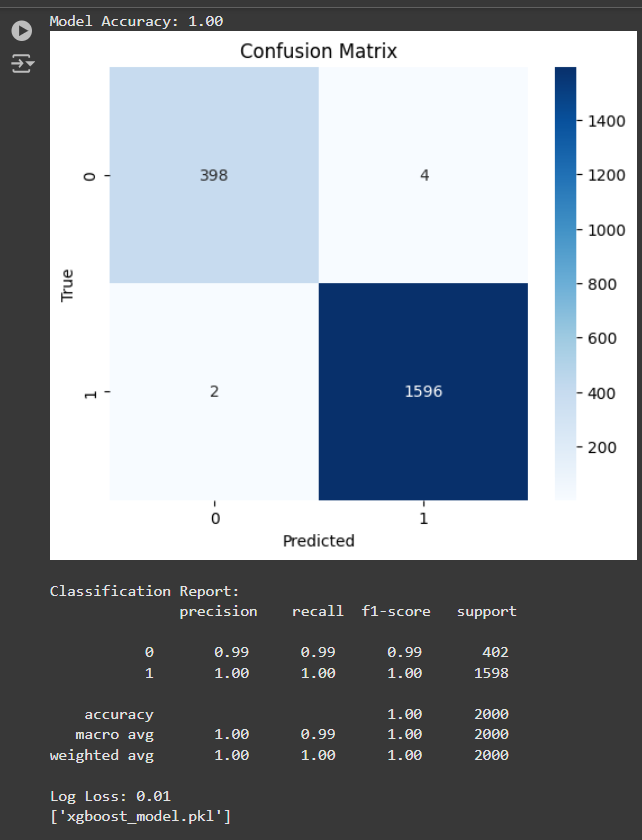 Model Accuracy: 1.00
Confusion Matrix
1400
1200
1000
800
600
400
200
True
0
398
4
1
2
1596
0
1
Predicted
Classification Report:
precision recall f1-score support
0 0.99 0.99 0.99 402
1 1.00 1.00 1.00 1598
accuracy 1.00 2000
macro avg 1.00 0.99 1.00 2000
weighted avg 1.00 1.00 1.00 2000
Log Loss: 0.01
['xgboost_model.pkl']